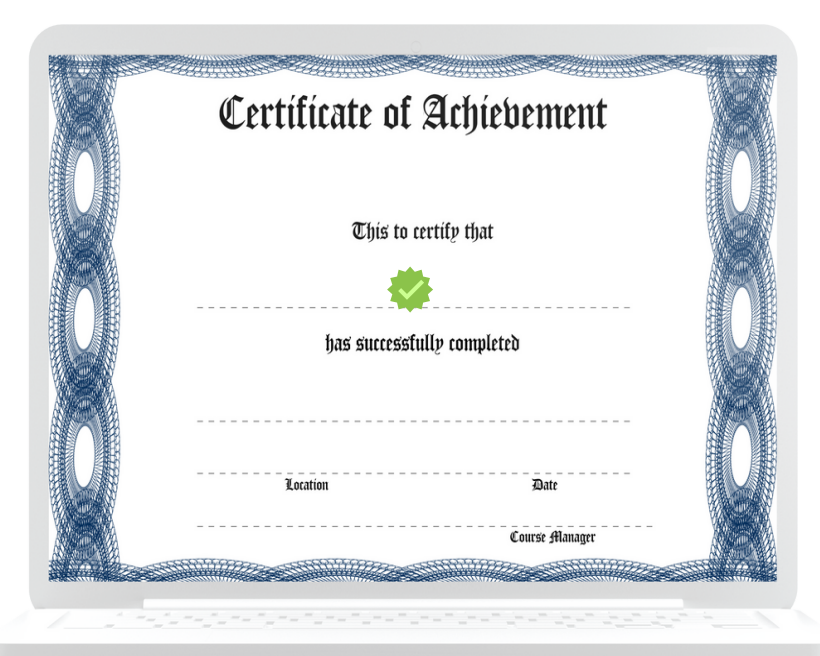 Certificate of Achievement
This to certify that
has successfully completed
Location Date
Course Manager